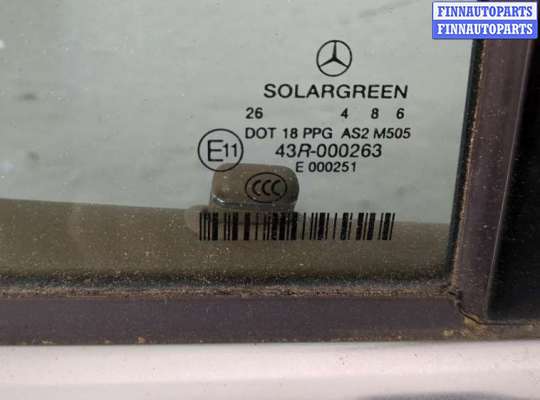 FINNAUTOPARTS
FINNAUTOPARTS
SOLARGREEN
26 4 8 6
DOT 18 PPG AS2 M505
E11 43R-000263
E 000251
CCC